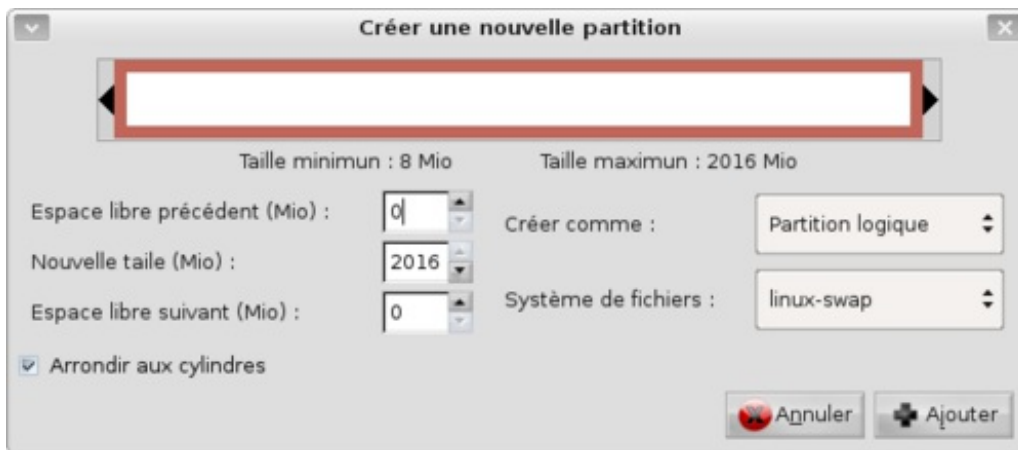 Créer une nouvelle partition
Taille minimun : 8 Mio Taille maximun : 2016 Mio
Espace libre précédent (Mio) : 0
Créer comme : Partition logique
Nouvelle taile (Mio) : 2016
Système de fichiers : linux-swap
Espace libre suivant (Mio) : 0
Arrondir aux cylindres
Annuler Ajouter